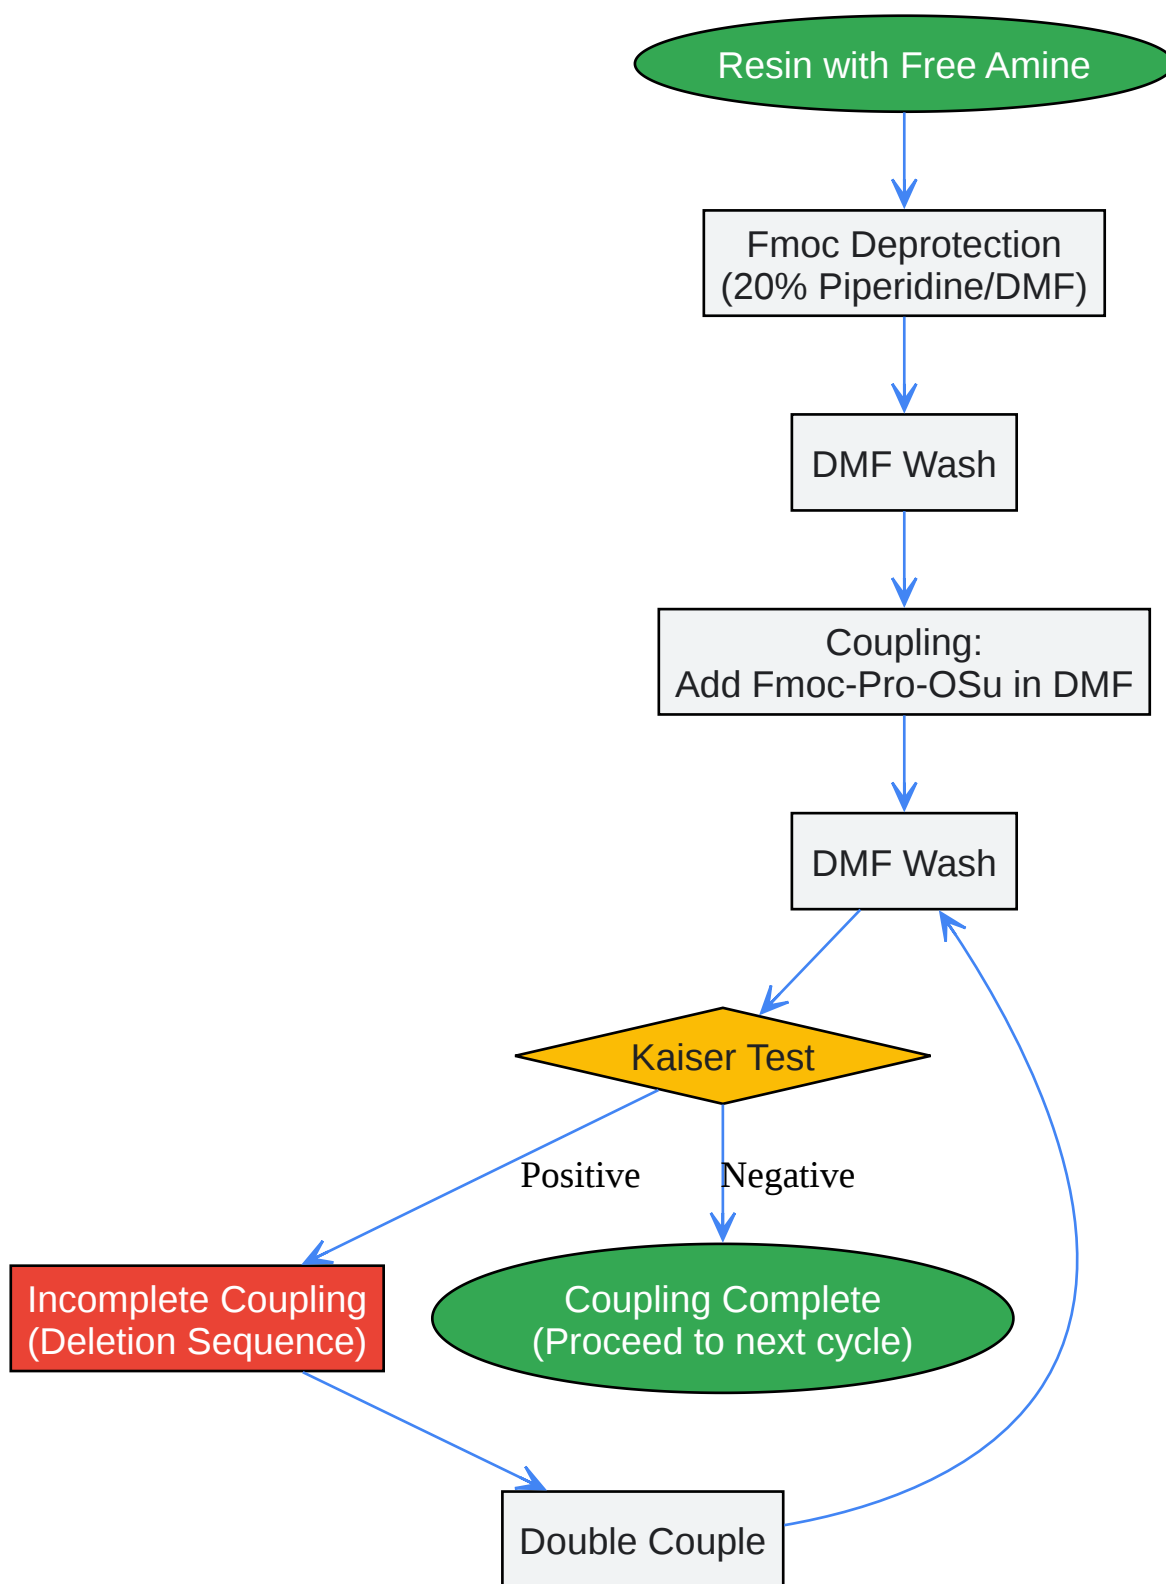 Resin with Free Amine
Fmoc Deprotection
(20% Piperidine/DMF)
DMF Wash
Coupling:
Add Fmoc-Pro-OSu in DMF
DMF Wash
Kaiser Test
Positive
Negative
Incomplete Coupling
(Deletion Sequence)
Coupling Complete
(Proceed to next cycle)
Double Couple